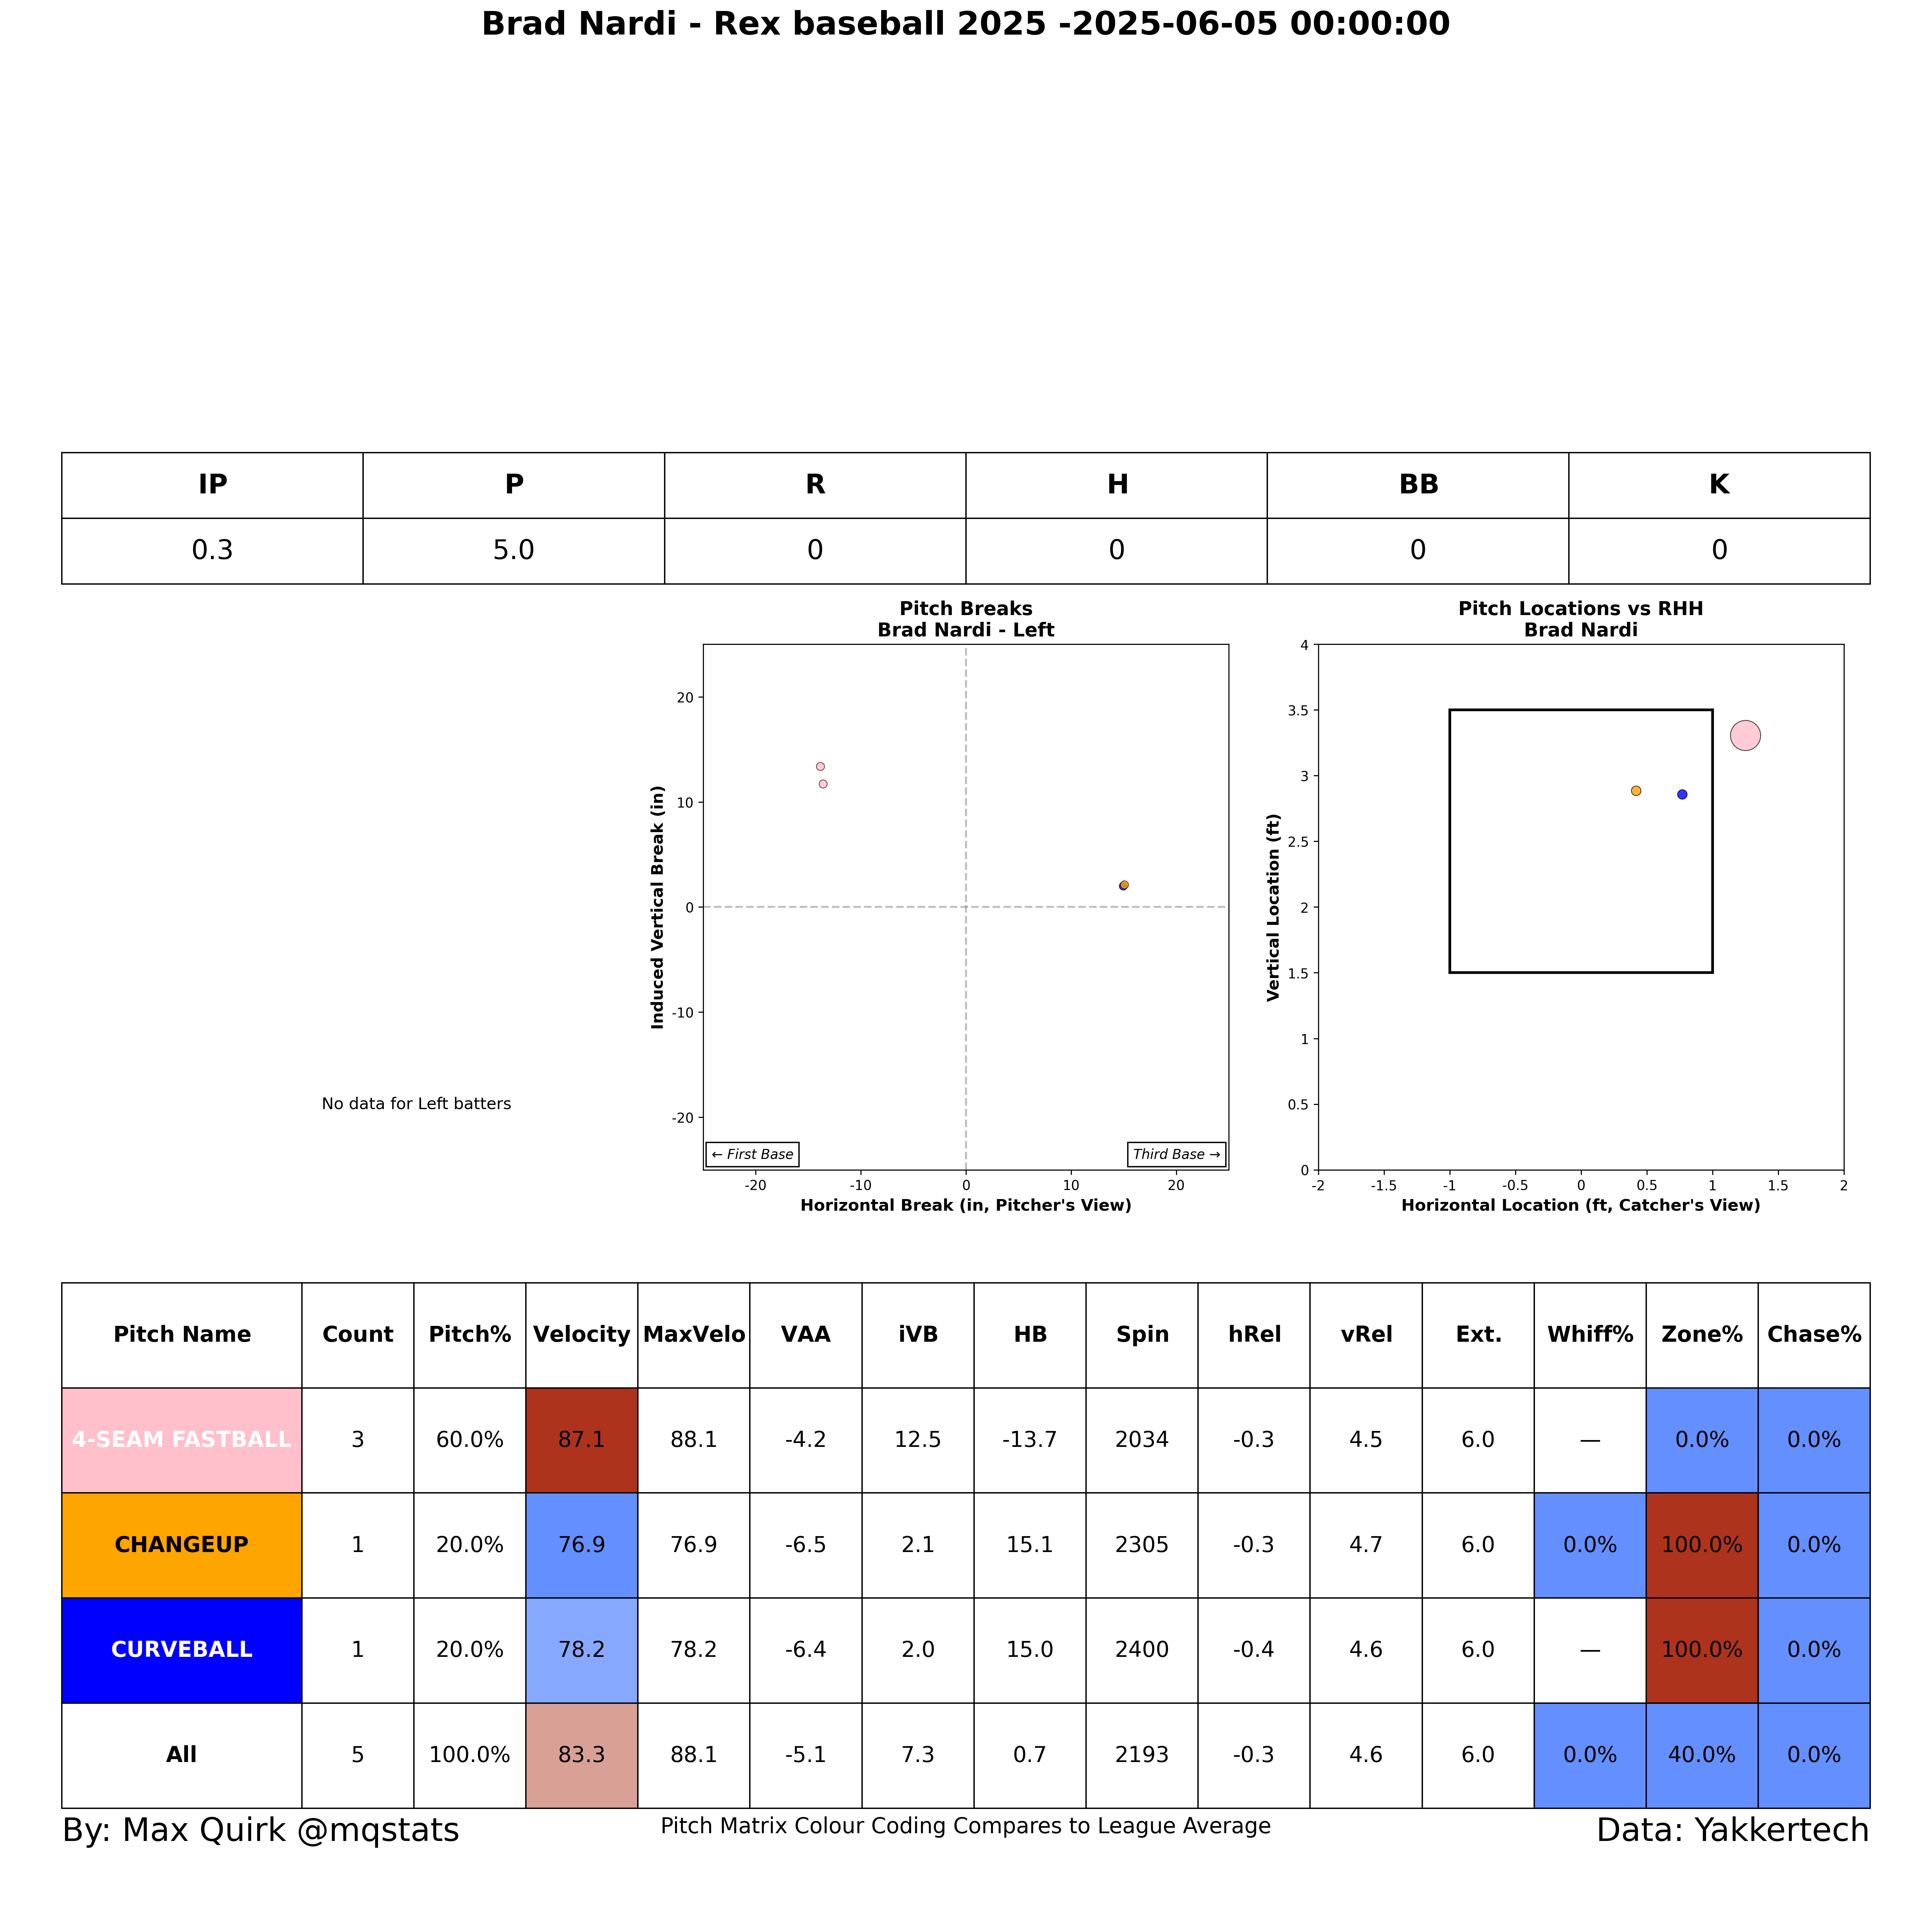 Brad Nardi - Rex baseball 2025 -2025-06-05 00:00:00
IP P R H BB K
0.3 5.0 0 0 0 0
No data for Left batters
Pitch Breaks
Brad Nardi - Left
Induced Vertical Break (in)
20
10
0
-10
-20
← First Base
Third Base →
-20 -10 0 10 20
Horizontal Break (in, Pitcher's View)
Pitch Locations vs RHH
Brad Nardi
Vertical Location (ft)
4
3.5
3
2.5
2
1.5
1
0.5
0
-2 -1.5 -1 -0.5 0 0.5 1 1.5 2
Horizontal Location (ft, Catcher's View)
Pitch Name Count Pitch% Velocity MaxVelo VAA iVB HB Spin hRel vRel Ext. Whiff% Zone% Chase%
4-SEAM FASTBALL 3 60.0% 87.1 88.1 -4.2 12.5 -13.7 2034 -0.3 4.5 6.0 — 0.0% 0.0%
CHANGEUP 1 20.0% 76.9 76.9 -6.5 2.1 15.1 2305 -0.3 4.7 6.0 0.0% 100.0% 0.0%
CURVEBALL 1 20.0% 78.2 78.2 -6.4 2.0 15.0 2400 -0.4 4.6 6.0 — 100.0% 0.0%
All 5 100.0% 83.3 88.1 -5.1 7.3 0.7 2193 -0.3 4.6 6.0 0.0% 40.0% 0.0%
By: Max Quirk @mqstats
Pitch Matrix Colour Coding Compares to League Average
Data: Yakkertech